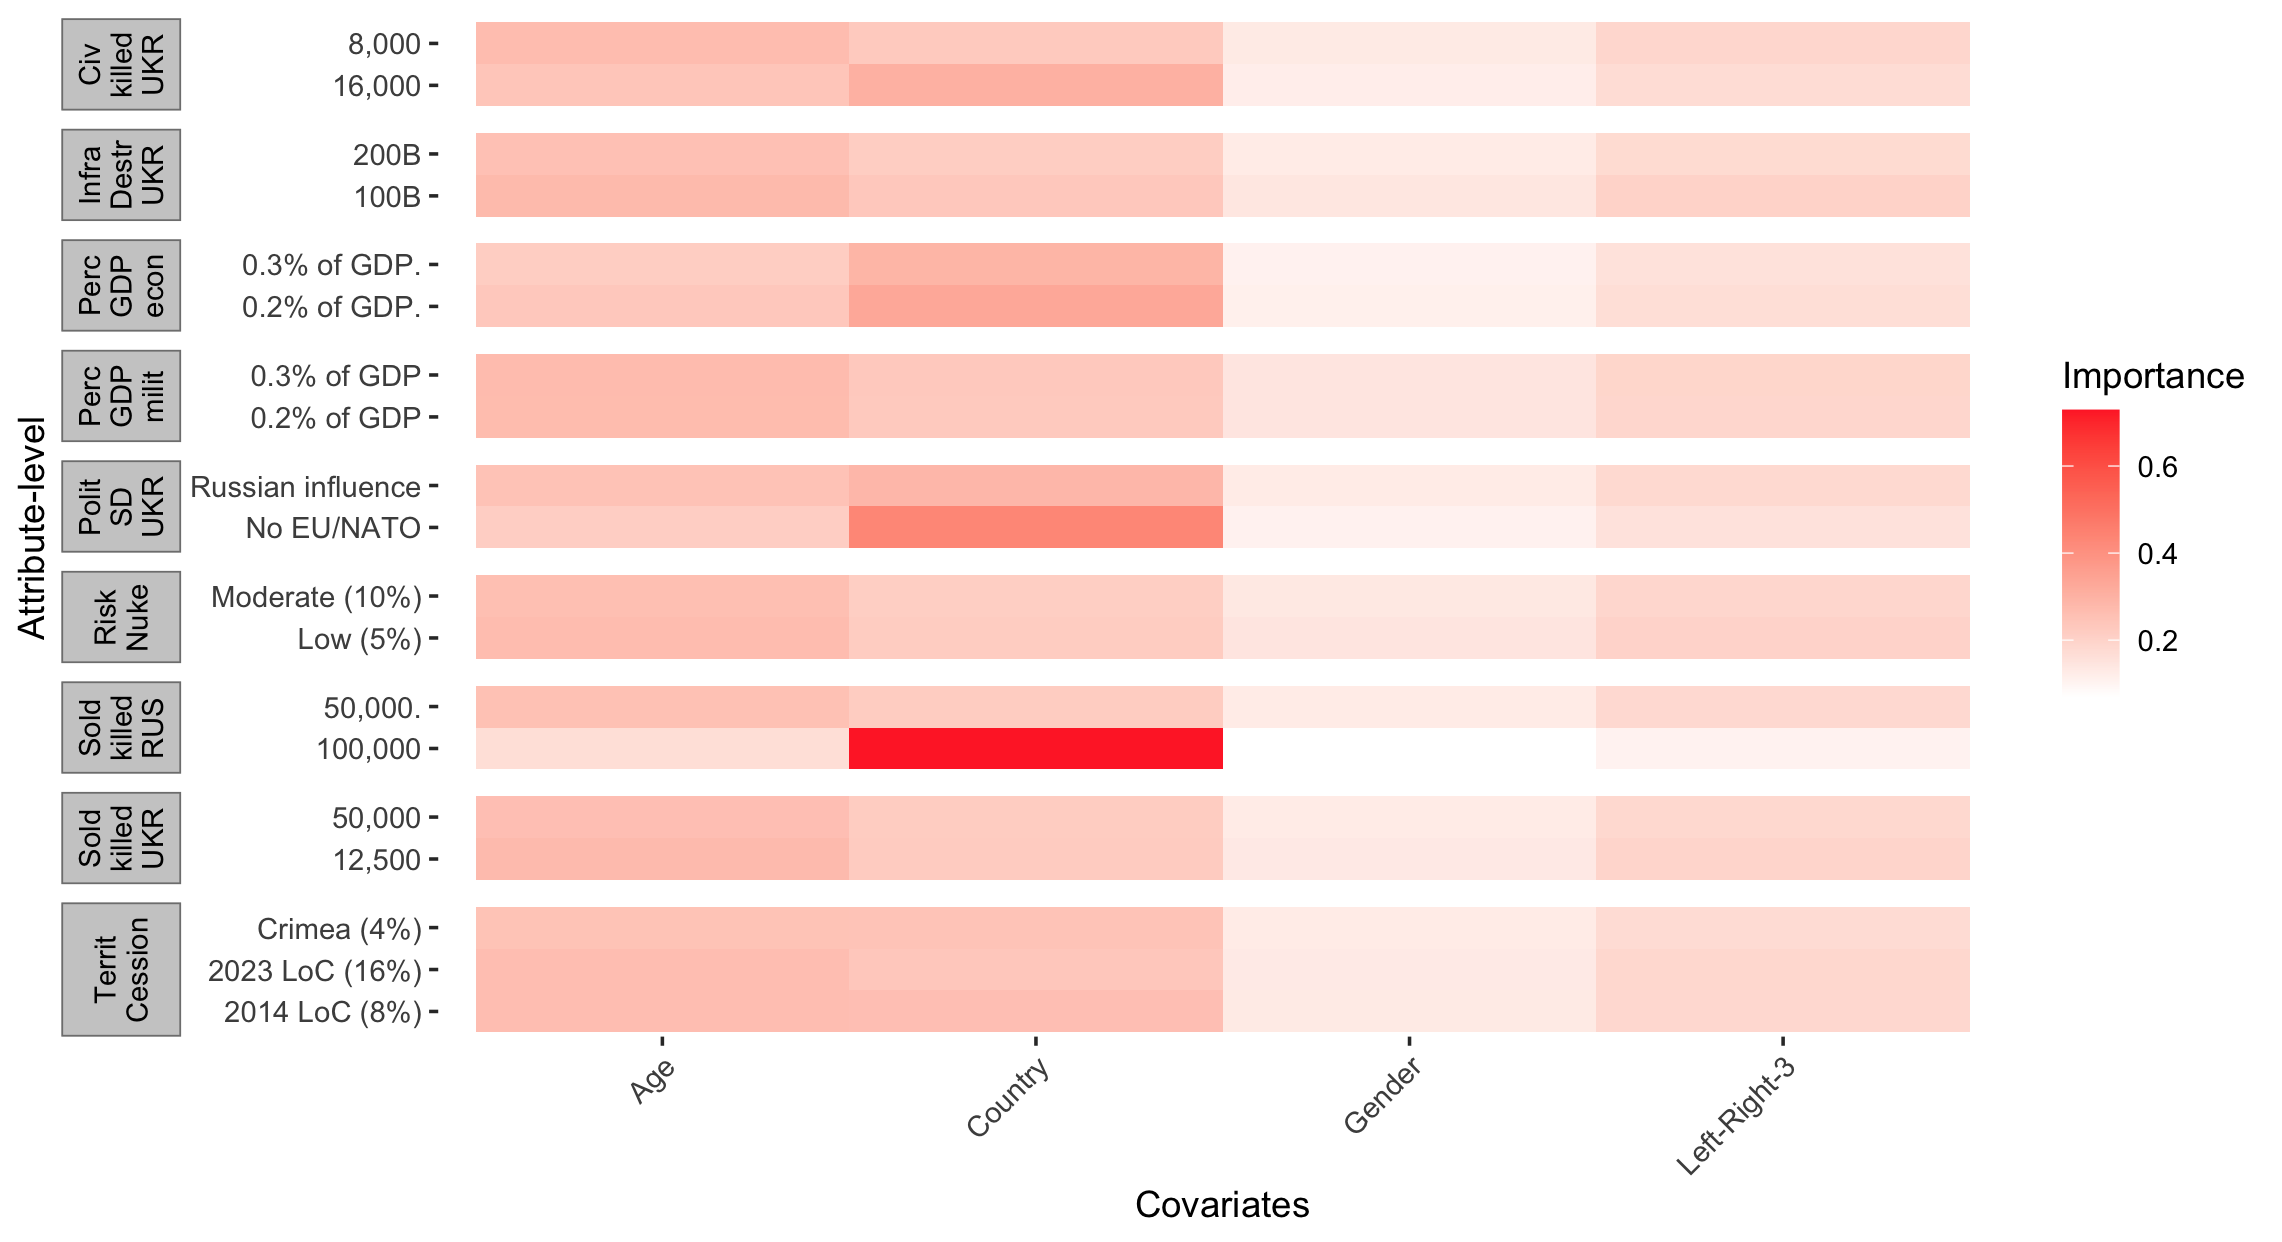 Civ
killed
UKR
8,000
16,000
Infra
Destr
UKR
200B
100B
Perc
GDP
econ
0.3% of GDP.
0.2% of GDP.
Perc
GDP
milit
0.3% of GDP
0.2% of GDP
Polit
SD
UKR
Russian influence
No EU/NATO
Risk
Nuke
Moderate (10%)
Low (5%)
Sold
killed
RUS
50,000.
100,000
Sold
killed
UKR
50,000
12,500
Territ
Cession
Crimea (4%)
2023 LoC (16%)
2014 LoC (8%)
Attribute-level
Age
Country
Gender
Left-Right-3
Covariates
Importance
0.6
0.4
0.2